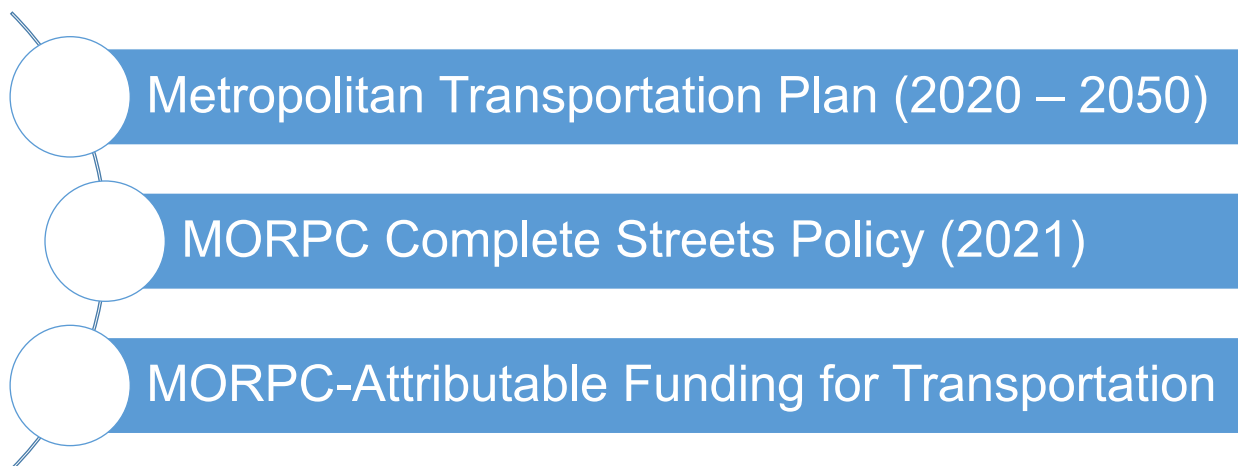 Metropolitan Transportation Plan (2020 – 2050)
MORPC Complete Streets Policy (2021)
MORPC-Attributable Funding for Transportation